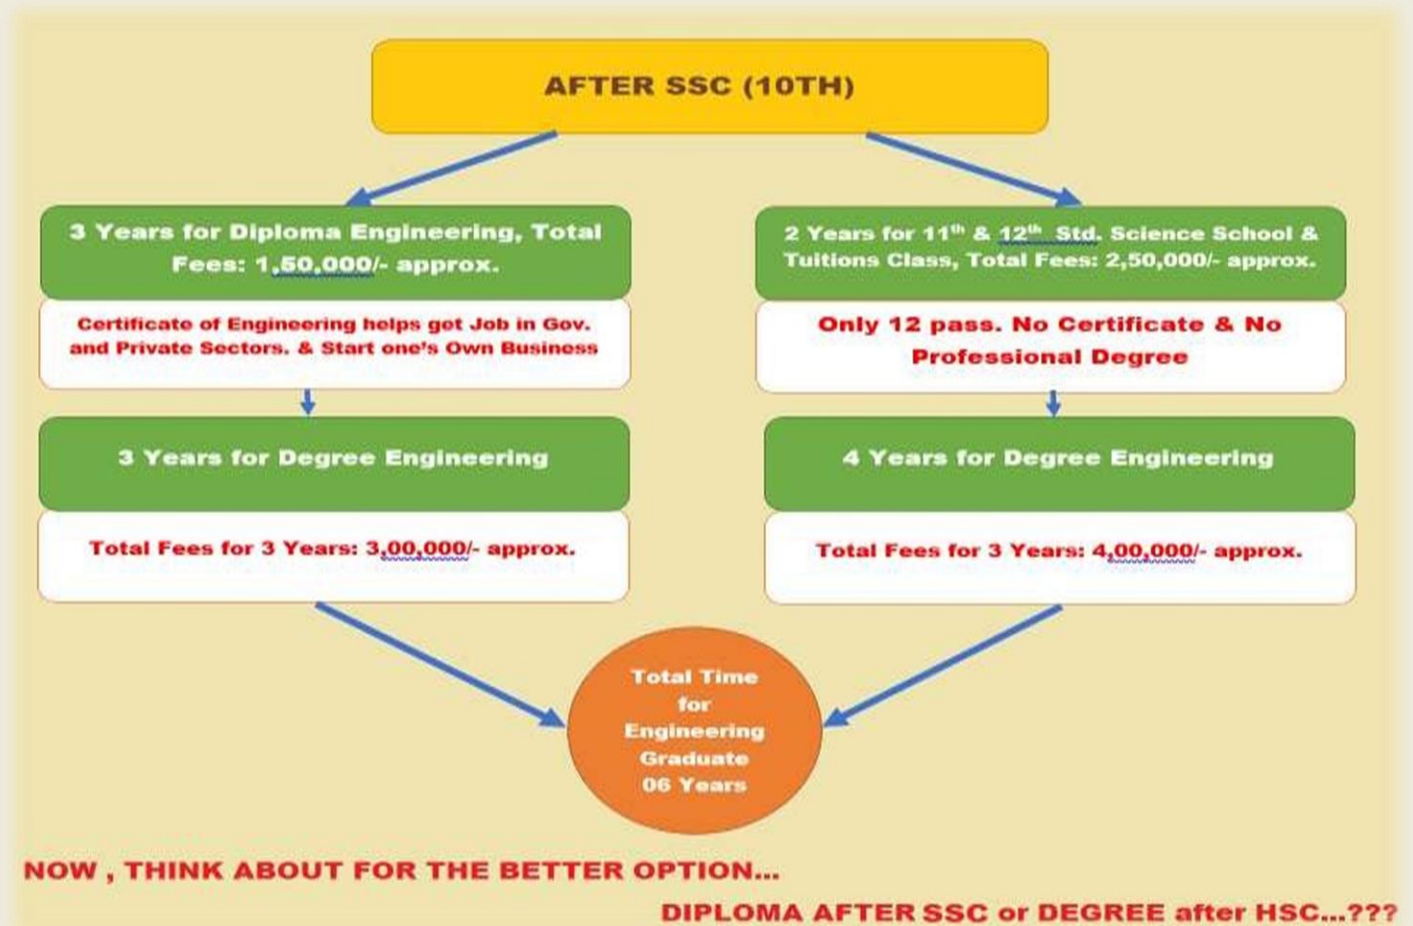 AFTER SSC (10TH)
3 Years for Diploma Engineering, Total
Fees: 1,50,000/- approx.
Certificate of Engineering helps get Job in Gov.
and Private Sectors. & Start one's Own Business
3 Years for Degree Engineering
Total Fees for 3 Years: 3,00,000/- approx.
2 Years for 11th & 12th Std. Science School &
Tuitions Class, Total Fees: 2,50,000/- approx.
Only 12 pass. No Certificate & No
Professional Degree
4 Years for Degree Engineering
Total Fees for 3 Years: 4,00,000/- approx.
Total Time
for
Engineering
Graduate
06 Years
NOW , THINK ABOUT FOR THE BETTER OPTION...
DIPLOMA AFTER SSC or DEGREE after HSC...???